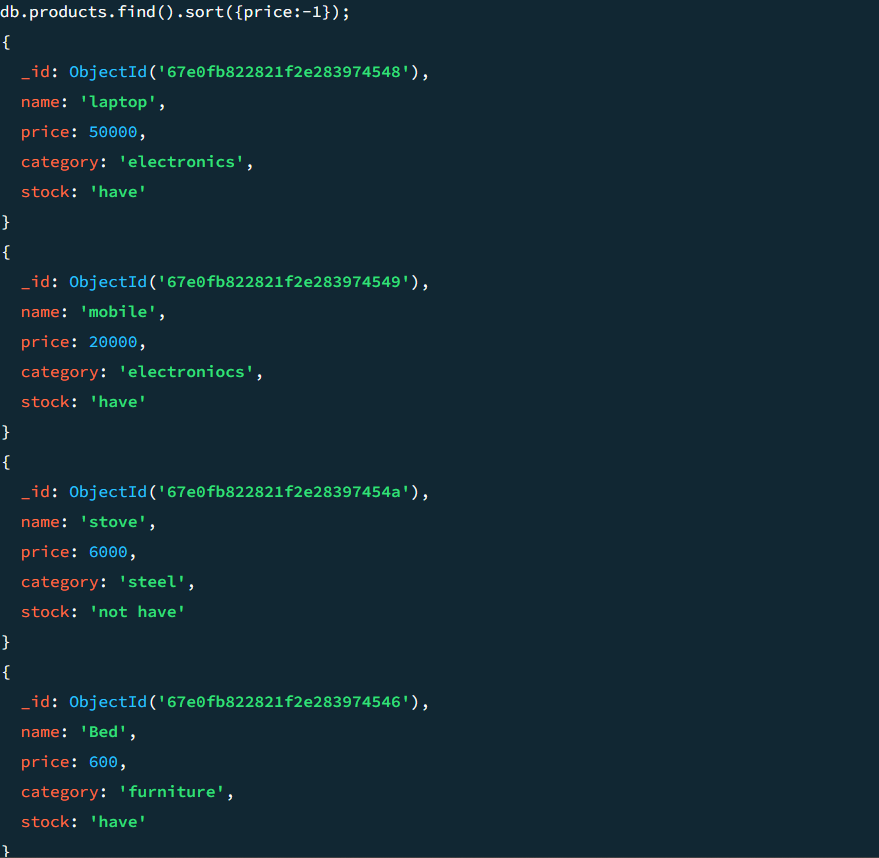 db.products.find().sort({price:-1});
{
  _id: ObjectId('67e0fb822821f2e283974548'),
  name: 'laptop',
  price: 50000,
  category: 'electronics',
  stock: 'have'
}
{
  _id: ObjectId('67e0fb822821f2e283974549'),
  name: 'mobile',
  price: 20000,
  category: 'electroniocs',
  stock: 'have'
}
{
  _id: ObjectId('67e0fb822821f2e28397454a'),
  name: 'stove',
  price: 6000,
  category: 'steel',
  stock: 'not have'
}
{
  _id: ObjectId('67e0fb822821f2e283974546'),
  name: 'Bed',
  price: 600,
  category: 'furniture',
  stock: 'have'
}